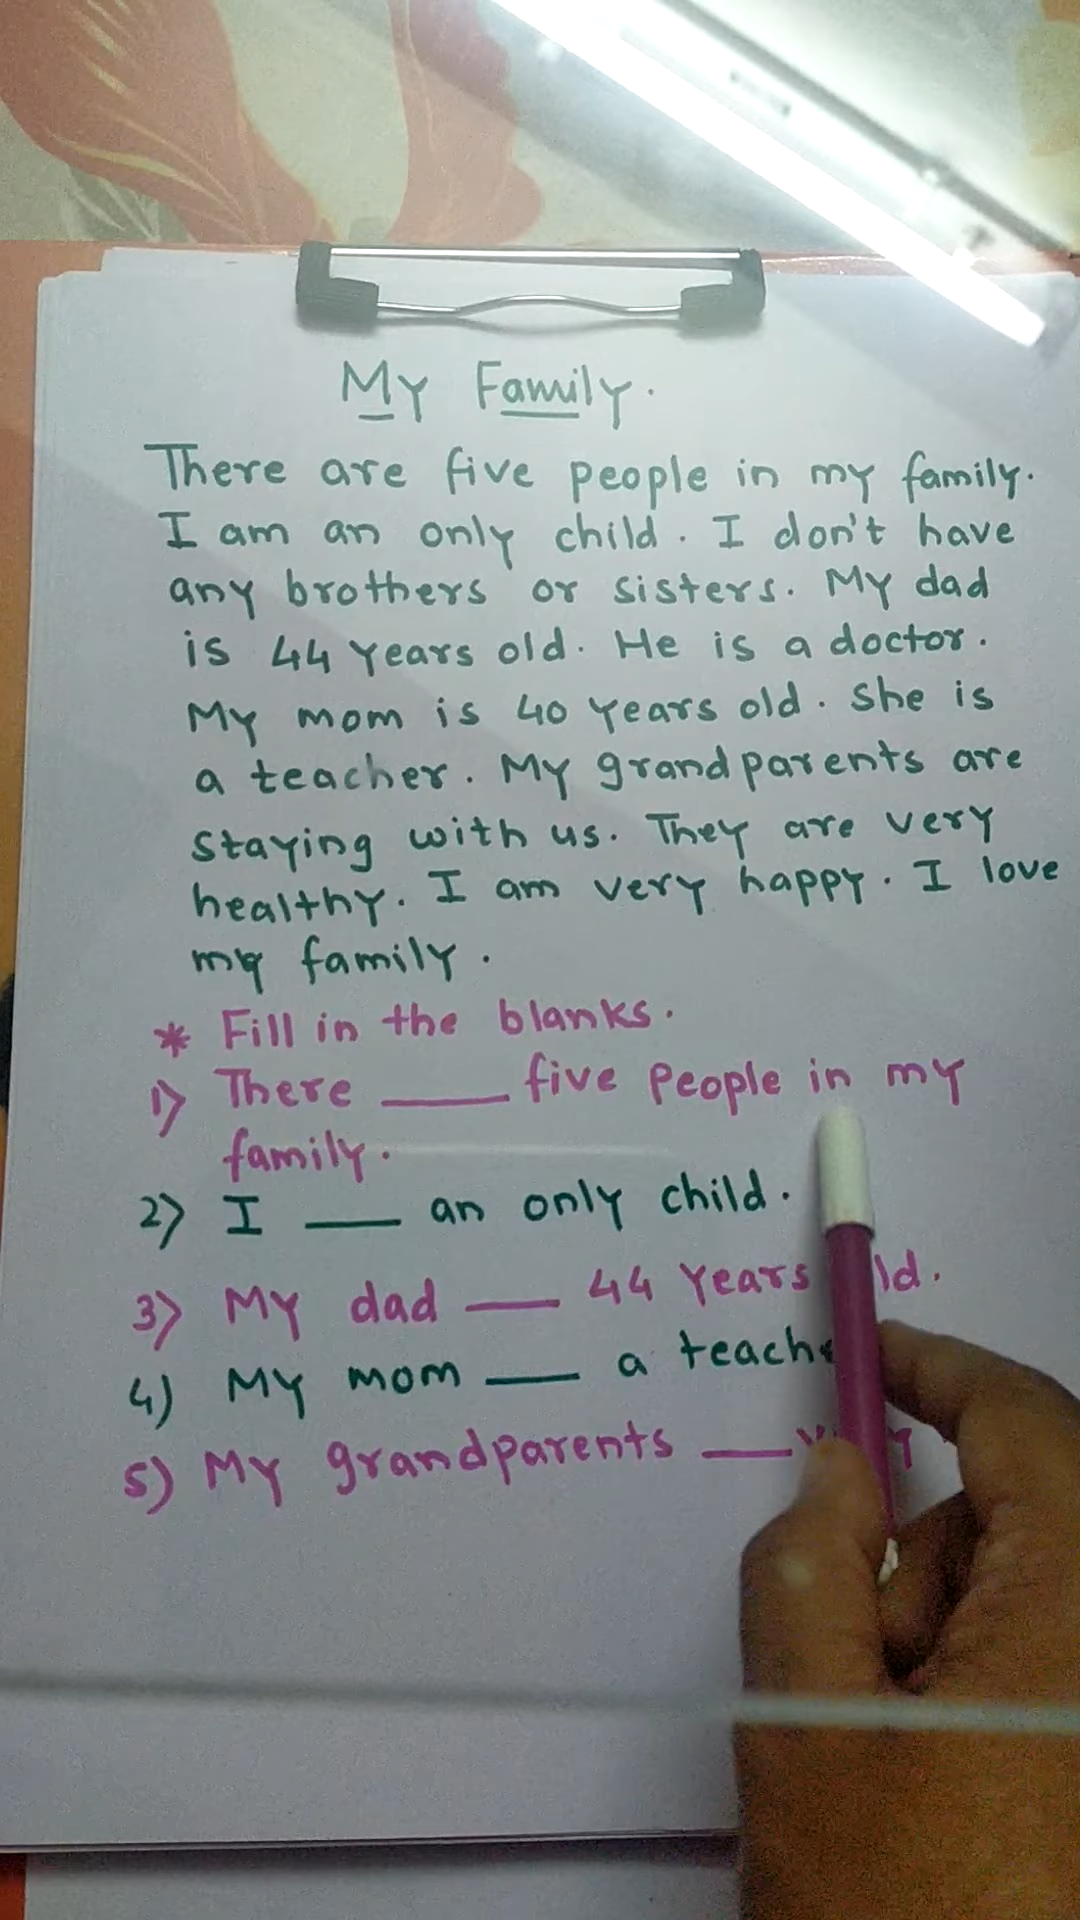 My Family.
There are five people in my family.
I am an only child. I don't have
any brothers or sisters. My dad
is 44 years old. He is a doctor.
My mom is 40 years old. She is
a teacher. My grandparents are
staying with us. They are very
healthy. I am very happy. I love
my family.
* Fill in the blanks.
1) There ____ five people in my
family.
2) I ____ an only child.
3) My dad ____ 44 years
4) My mom ____ a
5) My grandparents ____